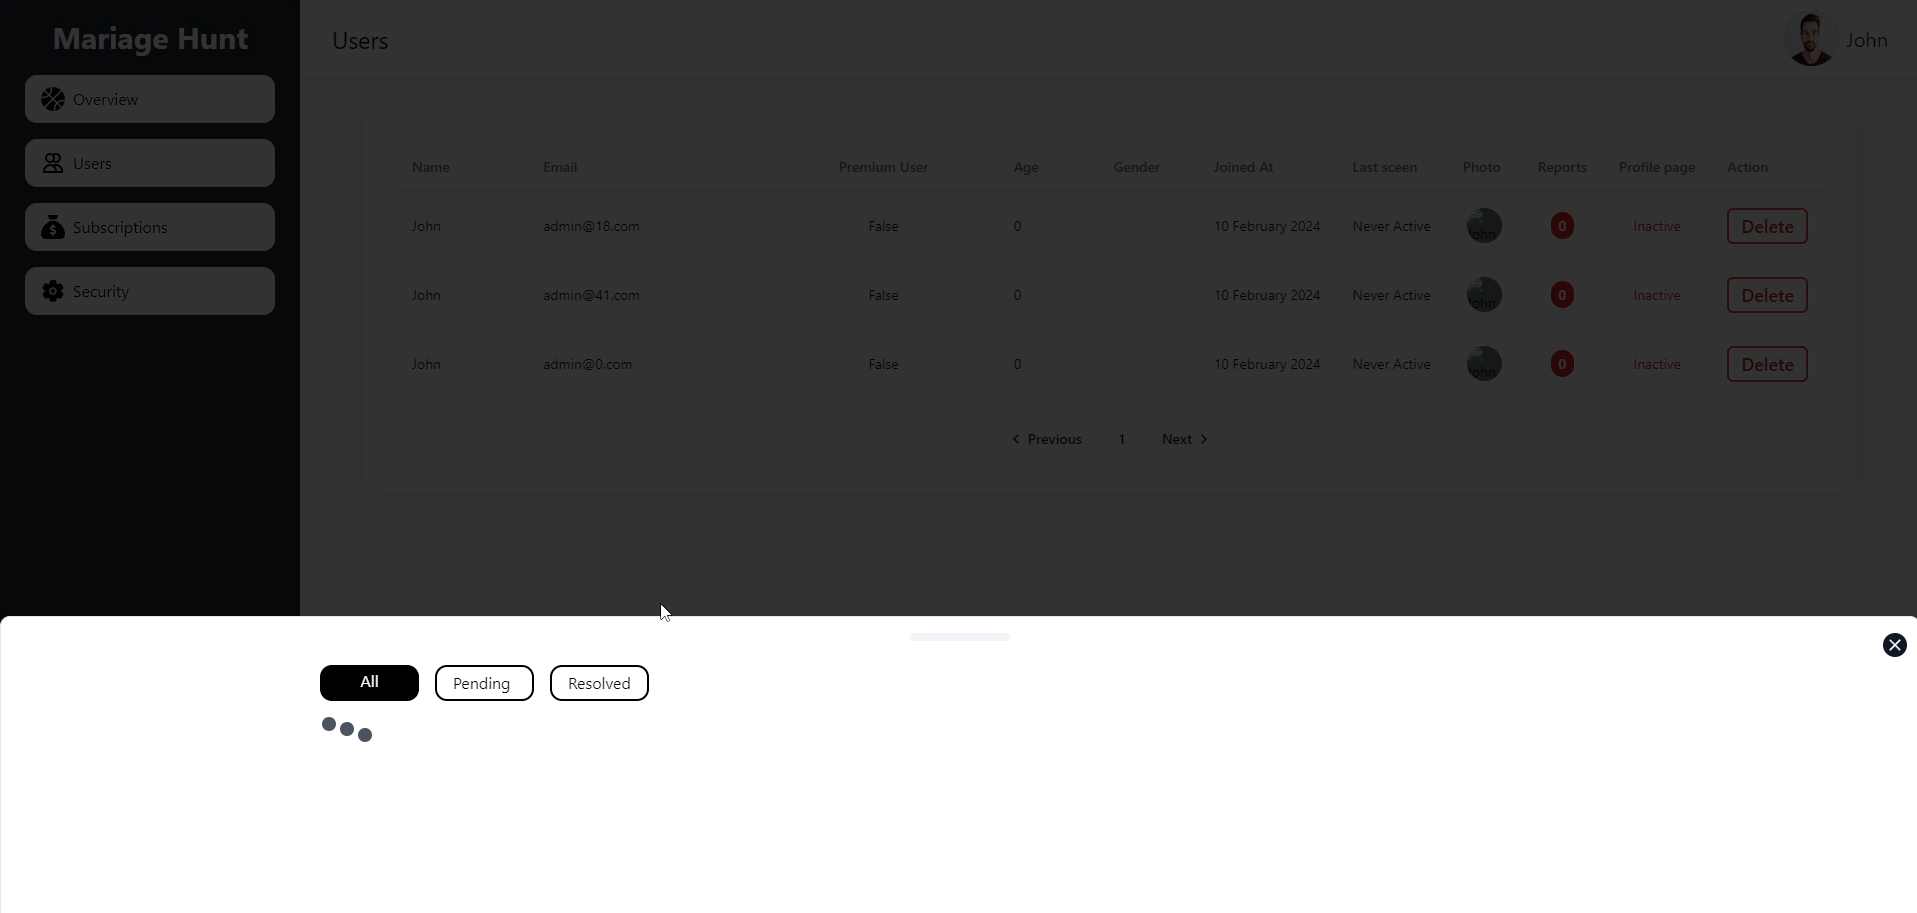 Mariage Hunt
Users
John
Overview
Users
Subscriptions
Security
Name Email Premium User Age Gender Joined At Last sceen Photo Reports Profile page Action
John admin@18.com False 0 10 February 2024 Never Active John 0 Inactive Delete
John admin@41.com False 0 10 February 2024 Never Active John 0 Inactive Delete
John admin@0.com False 0 10 February 2024 Never Active John 0 Inactive Delete
Previous 1 Next
All Pending Resolved